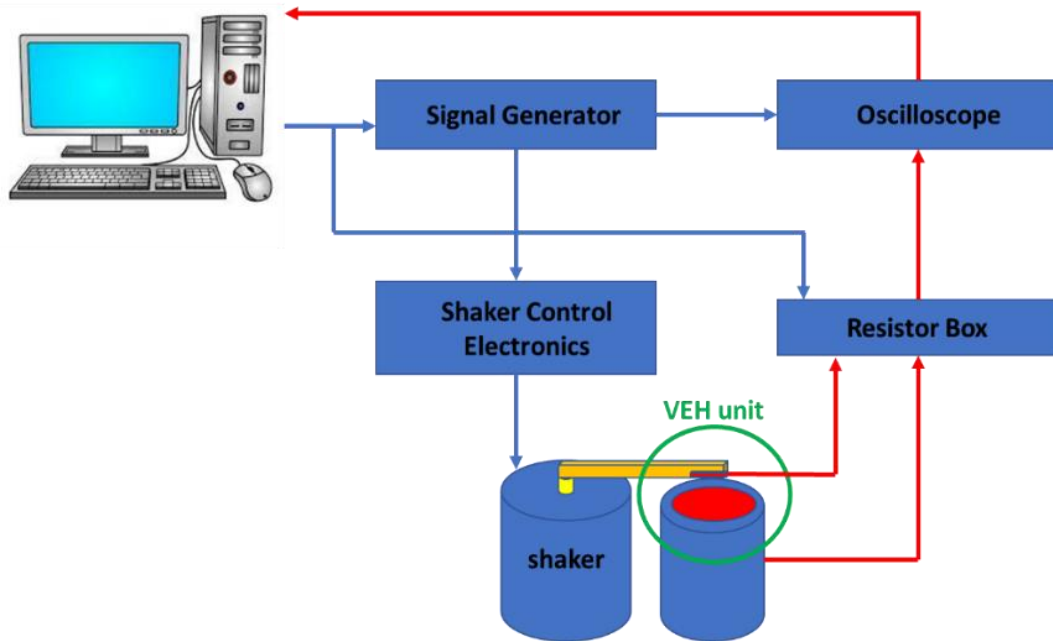 Signal Generator
Oscilloscope
Shaker Control
Electronics
Resistor Box
VEH unit
shaker